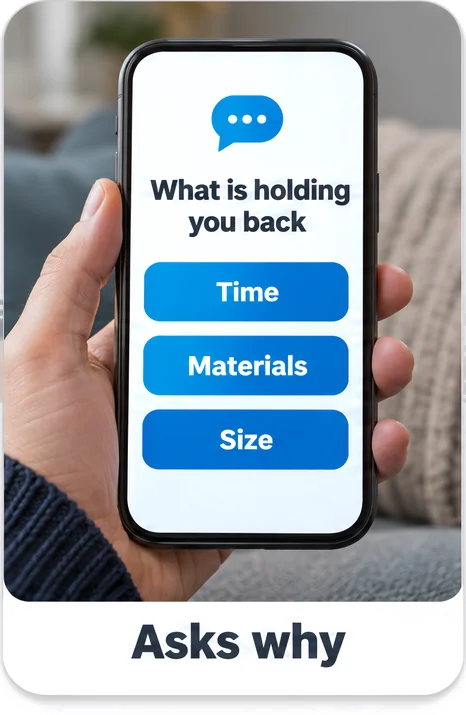 What is holding
you back
Time
Materials
Size
Asks why